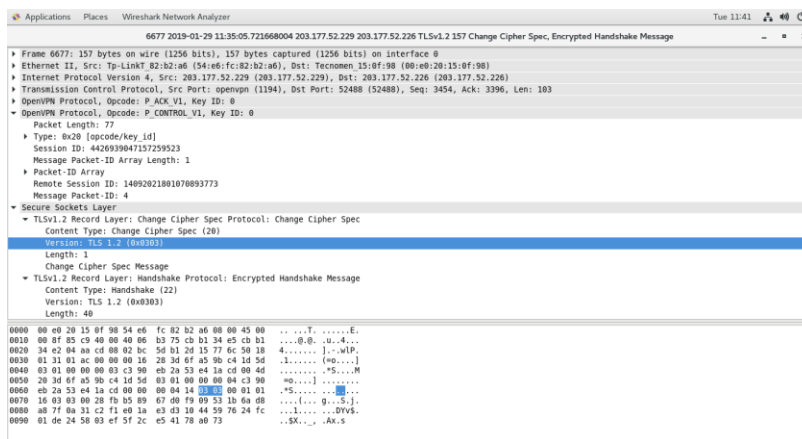 Applications Places Wireshark Network Analyzer Tue 11:41
6677 2019-01-29 11:35:05.721668004 203.177.52.229 203.177.52.226 TLSv1.2 157 Change Cipher Spec, Encrypted Handshake Message
Frame 6677: 157 bytes on wire (1256 bits), 157 bytes captured (1256 bits) on interface 0
Ethernet II, Src: Tp-LinkT_82:b2:a6 (54:e6:fc:82:b2:a6), Dst: Tecnomen_15:0f:98 (00:e0:20:15:0f:98)
Internet Protocol Version 4, Src: 203.177.52.229 (203.177.52.229), Dst: 203.177.52.226 (203.177.52.226)
Transmission Control Protocol, Src Port: openvpn (1194), Dst Port: 52488 (52488), Seq: 3454, Ack: 3396, Len: 103
OpenVPN Protocol, Opcode: P_ACK_V1, Key ID: 0
OpenVPN Protocol, Opcode: P_CONTROL_V1, Key ID: 0
Packet Length: 77
Type: 0x20 [opcode/key_id]
Session ID: 4426939047157259523
Message Packet-ID Array Length: 1
Packet-ID Array
Remote Session ID: 14092021801070893773
Message Packet-ID: 4
Secure Sockets Layer
TLSv1.2 Record Layer: Change Cipher Spec Protocol: Change Cipher Spec
Content Type: Change Cipher Spec (20)
Version: TLS 1.2 (0x0303)
Length: 1
Change Cipher Spec Message
TLSv1.2 Record Layer: Handshake Protocol: Encrypted Handshake Message
Content Type: Handshake (22)
Version: TLS 1.2 (0x0303)
Length: 40
0000 00 e0 20 15 0f 98 54 e6 fc 82 b2 a6 08 00 45 00 .. ...T. ......E.
0010 00 8f 85 c9 40 00 40 06 b3 75 cb b1 34 e5 cb b1 ....@.@. .u..4...
0020 34 e2 04 aa cd 08 02 bc 5d b1 2d 15 77 6c 50 18 4....... ].-.wlP.
0030 01 31 01 ac 00 00 00 16 28 3d 6f a5 9b c4 1d 5d .1...... (=o....]
0040 03 01 00 00 00 03 c3 90 eb 2a 53 e4 1a cd 00 4d ........ .*S....M
0050 20 3d 6f a5 9b c4 1d 5d 03 01 00 00 00 04 c3 90 =o....] ........
0060 eb 2a 53 e4 1a cd 00 00 00 04 14 03 03 00 01 01 .*S..... ........
0070 16 03 03 00 28 fb b5 89 67 d0 f9 09 53 1b 6a d8 ....(... g...S.j.
0080 a8 7f 0a 31 c2 f1 e0 1a e3 d3 10 44 59 76 24 fc ...1.... ...DYv$.
0090 01 de 24 58 03 ef 5f 2c e5 41 78 a0 73 ..$X.._, .Ax.s